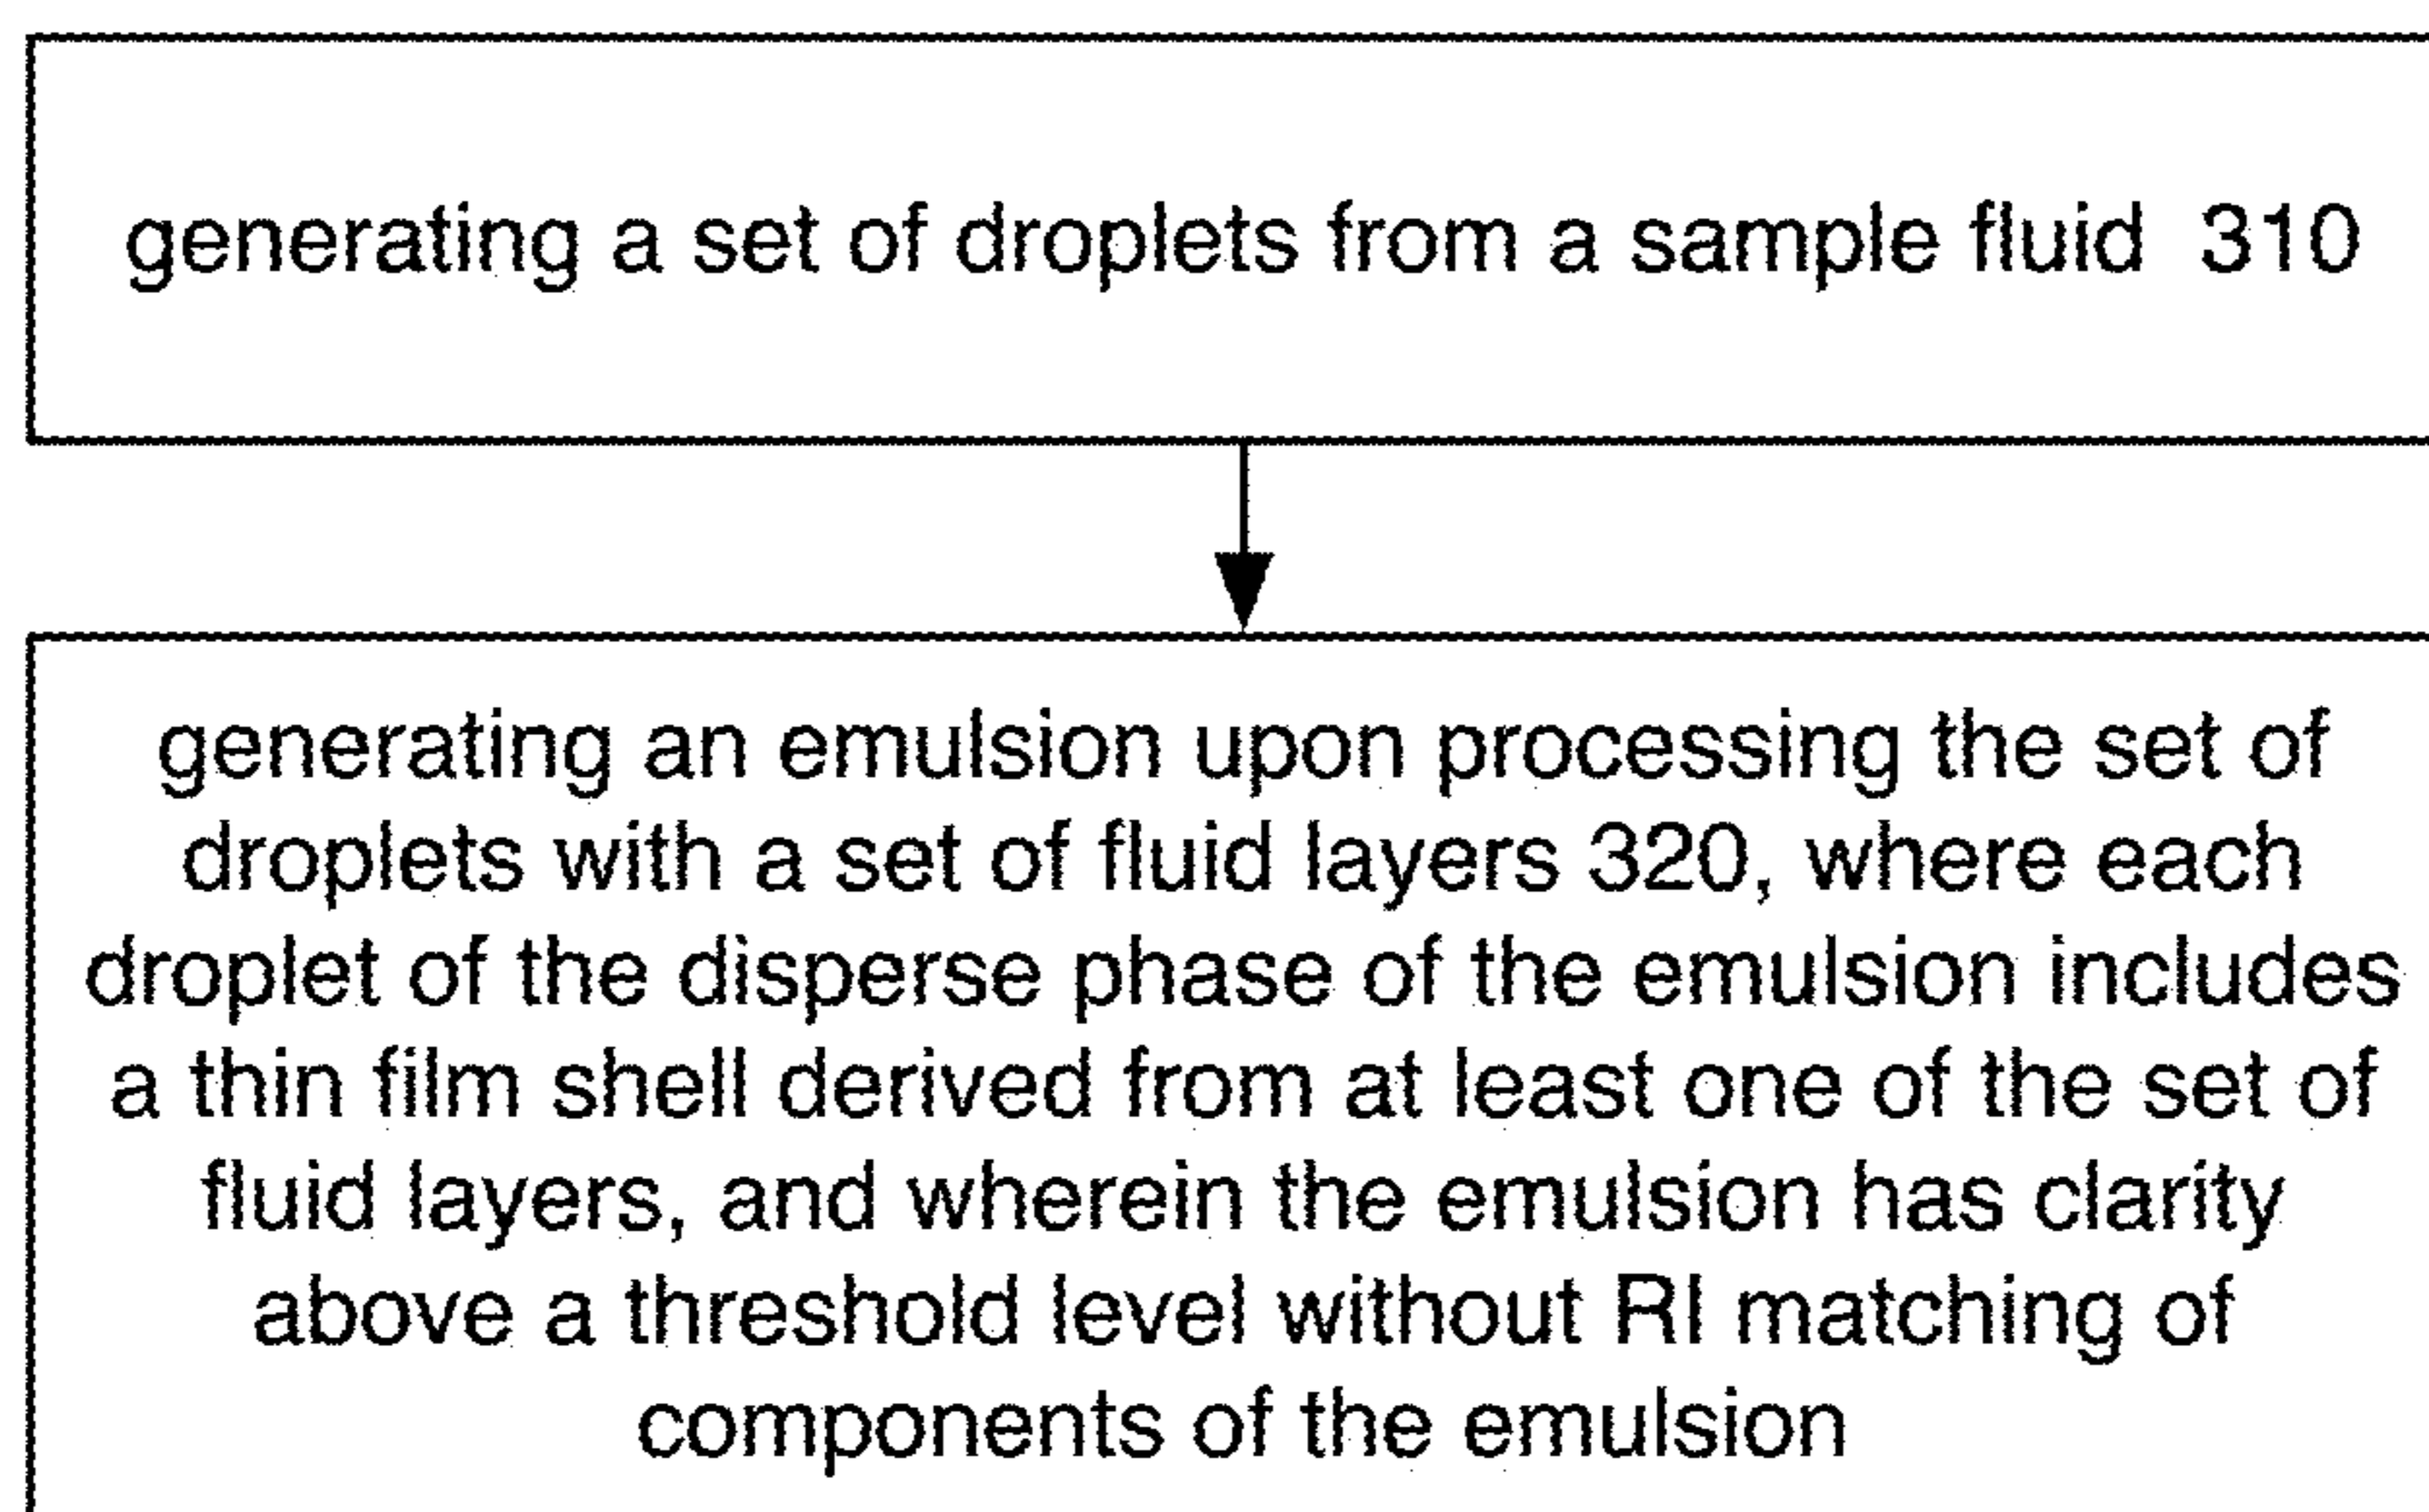 generating a set of droplets from a sample fluid 310
generating an emulsion upon processing the set of
droplets with a set of fluid layers 320, where each
droplet of the disperse phase of the emulsion includes
a thin film shell derived from at least one of the set of
fluid layers, and wherein the emulsion has clarity
above a threshold level without RI matching of
components of the emulsion